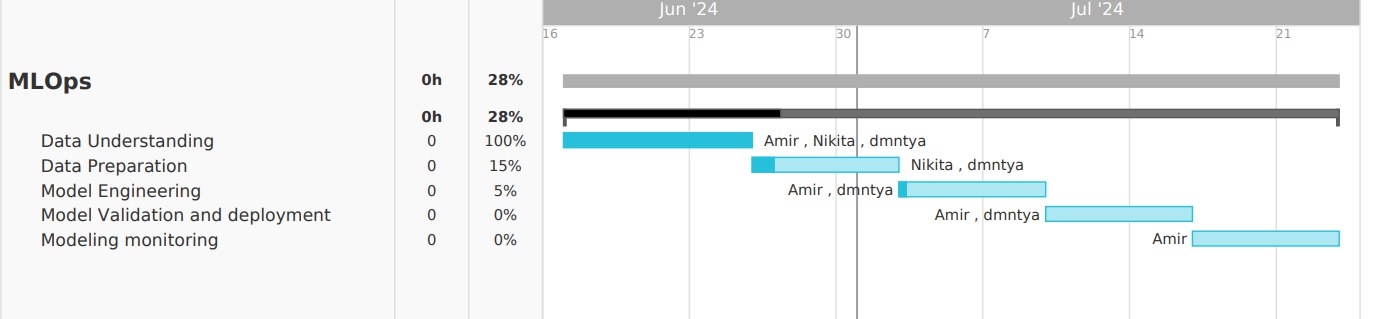 Jun '24 Jul '24
16 23 30 7 14 21
MLOps 0h 28%
0h 28%
Data Understanding 0 100% Amir , Nikita , dmntya
Data Preparation 0 15% Nikita , dmntya
Model Engineering 0 5% Amir , dmntya
Model Validation and deployment 0 0% Amir , dmntya
Modeling monitoring 0 0% Amir